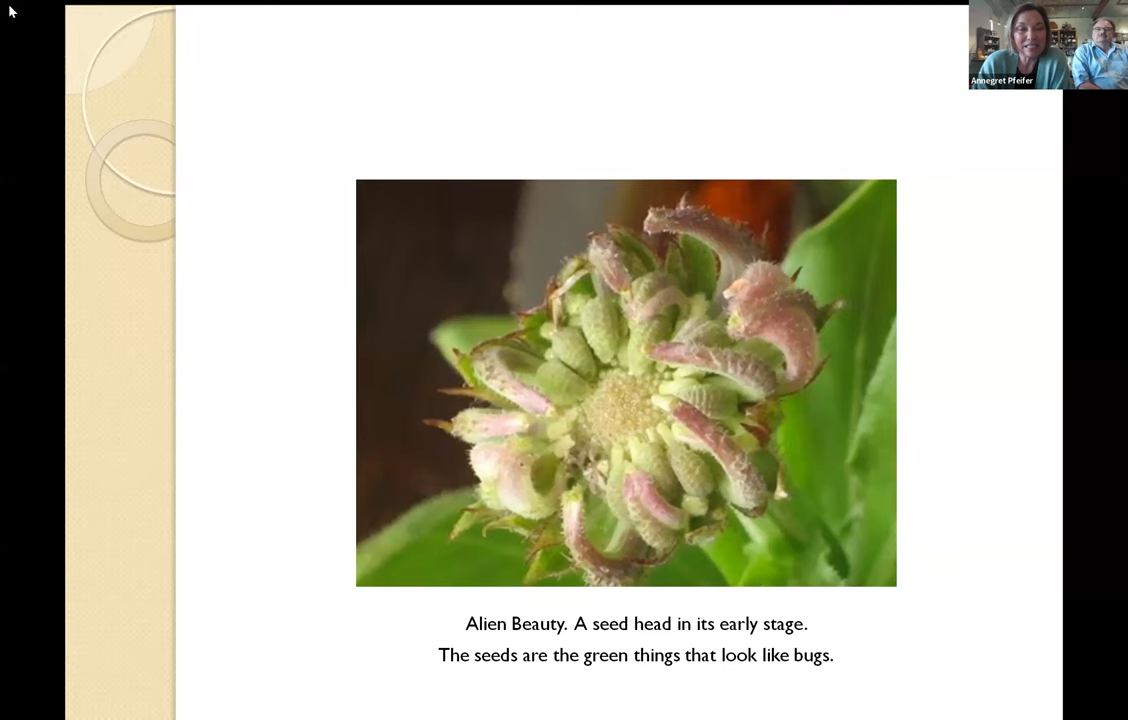 Annegret Pfeifer
Alien Beauty. A seed head in its early stage.
The seeds are the green things that look like bugs.